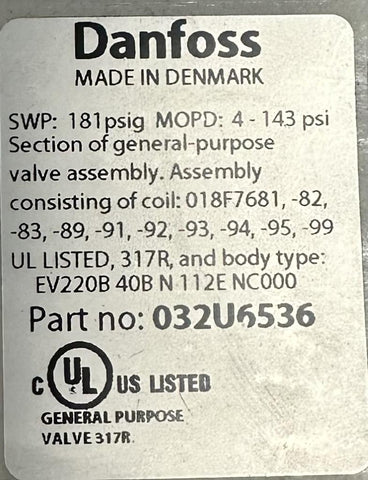 Danfoss
MADE IN DENMARK
SWP: 181psig MOPD: 4 - 143 psi
Section of general-purpose
valve assembly. Assembly
consisting of coil: 018F7681, -82,
-83, -89, -91, -92, -93, -94, -95, -99
UL LISTED, 317R, and body type:
EV220B 40B N 112E NC000
Part no: 032U6536
C UL US LISTED
GENERAL PURPOSE
VALVE 317R